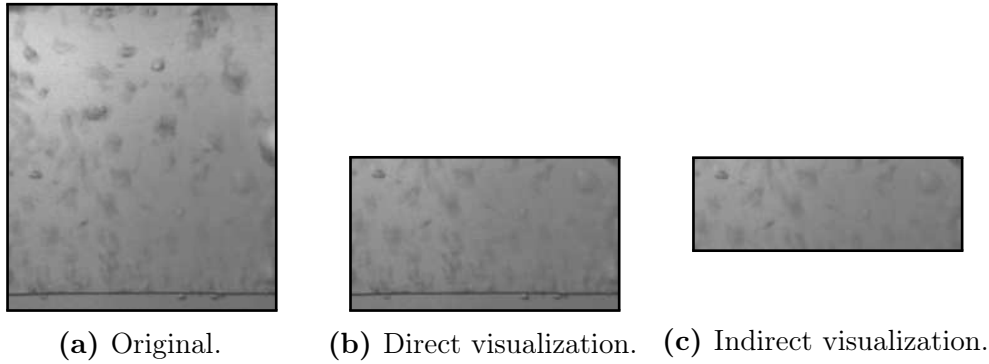 (a) Original.
(b) Direct visualization.
(c) Indirect visualization.